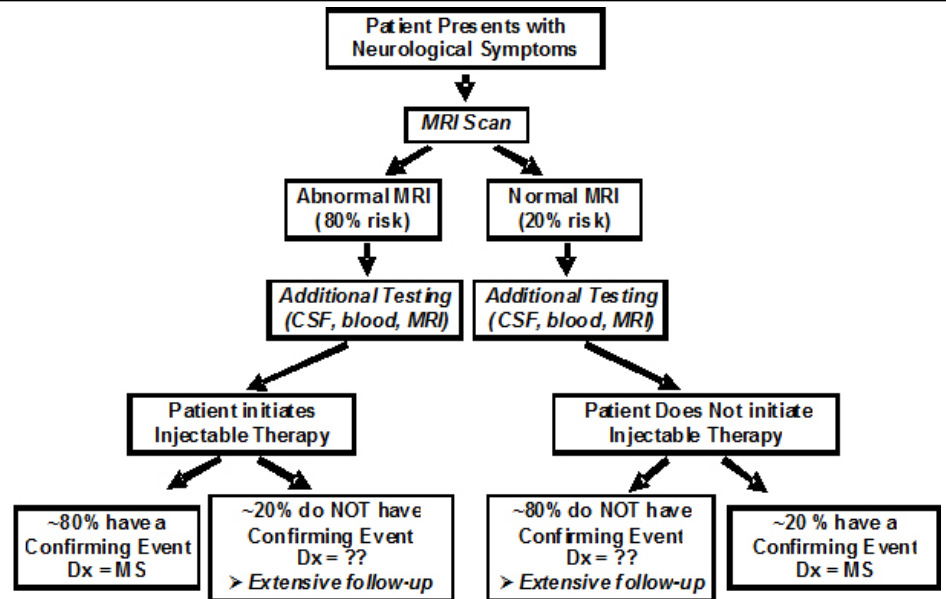 Patient Presents with
Neurological Symptoms
MRI Scan
Abnormal MRI
(80% risk)
Normal MRI
(20% risk)
Additional Testing
(CSF, blood, MRI)
Additional Testing
(CSF, blood, MRI)
Patient initiates
Injectable Therapy
Patient Does Not initiate
Injectable Therapy
~80% have a
Confirming Event
Dx = MS
~20% do NOT have
Confirming Event
Dx = ??
➢ Extensive follow-up
~80% do NOT have
Confirming Event
Dx = ??
➢ Extensive follow-up
~20 % have a
Confirming Event
Dx = MS